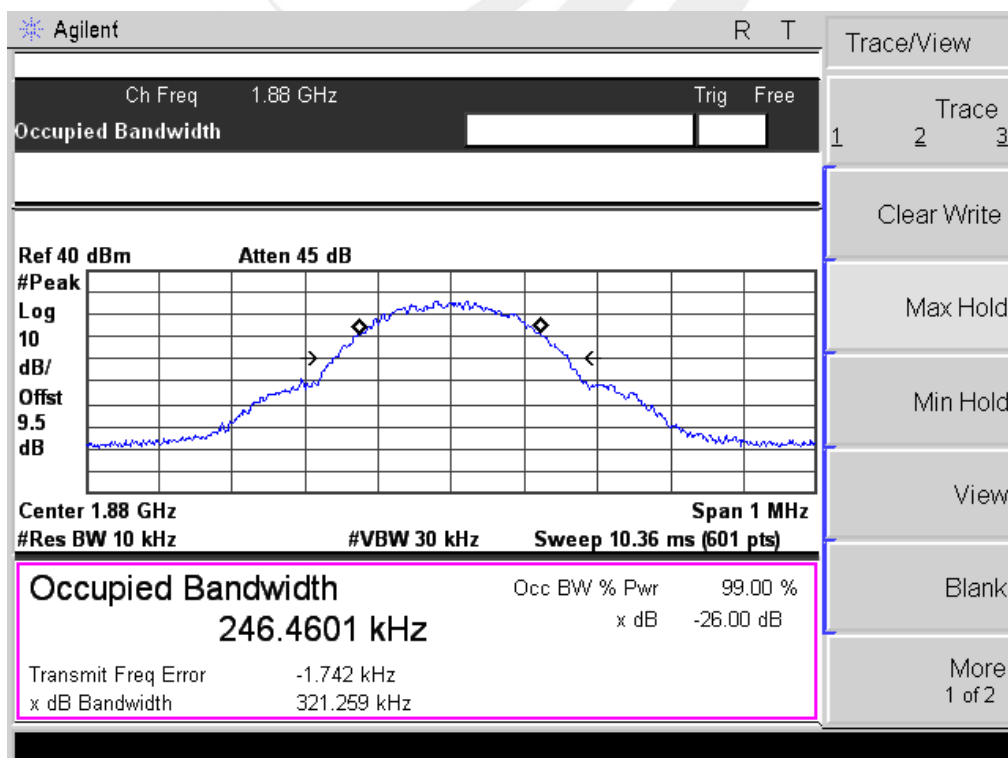 Agilent R T
Ch Freq 1.88 GHz Trig Free
Occupied Bandwidth
Ref 40 dBm Atten 45 dB
#Peak
Log
10
dB/
Offst
9.5
dB
Center 1.88 GHz Span 1 MHz
#Res BW 10 kHz #VBW 30 kHz Sweep 10.36 ms (601 pts)
Occupied Bandwidth Occ BW % Pwr 99.00 %
246.4601 kHz x dB -26.00 dB
Transmit Freq Error -1.742 kHz
x dB Bandwidth 321.259 kHz
Trace/View
Trace
1 2 3
Clear Write
Max Hold
Min Hold
View
Blank
More
1 of 2